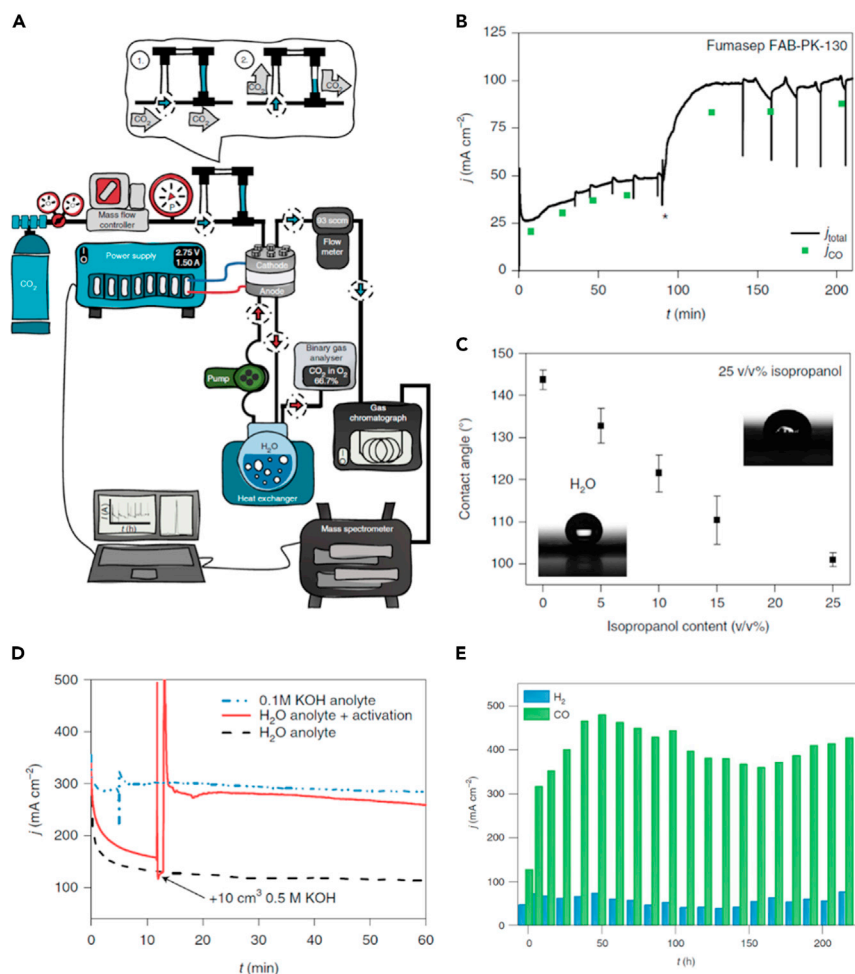 A
1.
2.
CO2
CO2
CO2
CO2
Mass flow
controller
P
93 sccm
Flow
meter
Power supply
2.75 V
1.50 A
Cathode
Anode
CO2
Binary gas
analyser
CO2 in O2
66.7%
Pump
Gas
chromatograph
H2O
Heat exchanger
I (A)
t (h)
Mass spectrometer
B
Fumasep FAB-PK-130
j (mA cm−2)
125
100
75
50
25
0
*
jtotal
jCO
0
50
100
150
200
t (min)
C
25 v/v% isopropanol
Contact angle (°)
150
140
130
120
110
100
H2O
0
5
10
15
20
25
Isopropanol content (v/v%)
D
j (mA cm−2)
500
400
300
200
100
0.1M KOH anolyte
H2O anolyte + activation
H2O anolyte
+10 cm3 0.5 M KOH
0
10
20
30
40
50
60
t (min)
E
H2
CO
j (mA cm−2)
500
400
300
200
100
0
0
50
100
150
200
t (h)